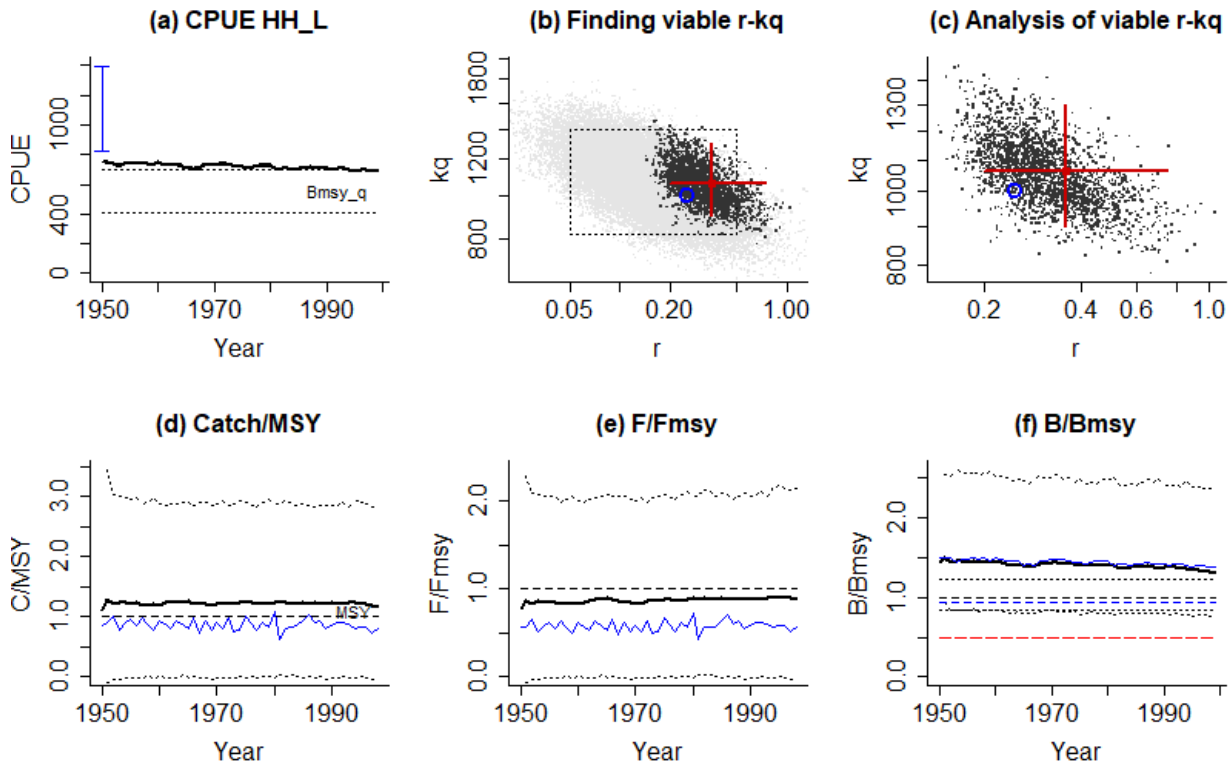 (a) CPUE HH_L
CPUE
0 400 1000
Bmsy_q
1950 1970 1990
Year
(b) Finding viable r-kq
kq
800 1200 1800
0.05 0.20 1.00
r
(c) Analysis of viable r-kq
kq
800 1000 1300
0.2 0.4 0.6 1.0
r
(d) Catch/MSY
C/MSY
0.0 1.0 2.0 3.0
MSY
1950 1970 1990
Year
(e) F/Fmsy
F/Fmsy
0.0 1.0 2.0
1950 1970 1990
Year
(f) B/Bmsy
B/Bmsy
0.0 1.0 2.0
1950 1970 1990
Year